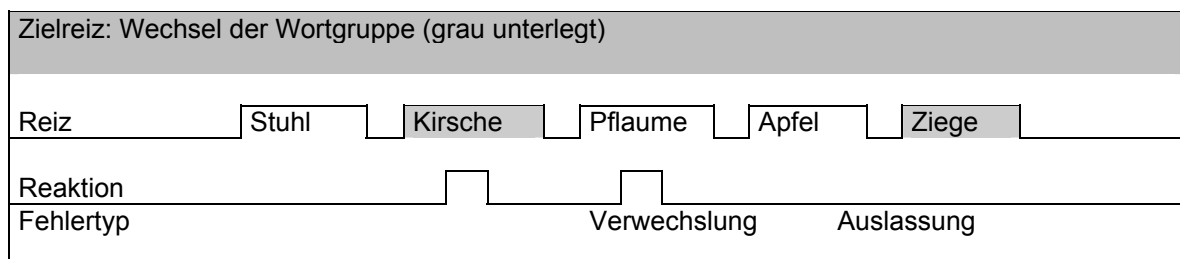 Zielreiz: Wechsel der Wortgruppe (grau unterlegt)
Reiz Stuhl Kirsche Pflaume Apfel Ziege
Reaktion
Fehlertyp Verwechslung Auslassung